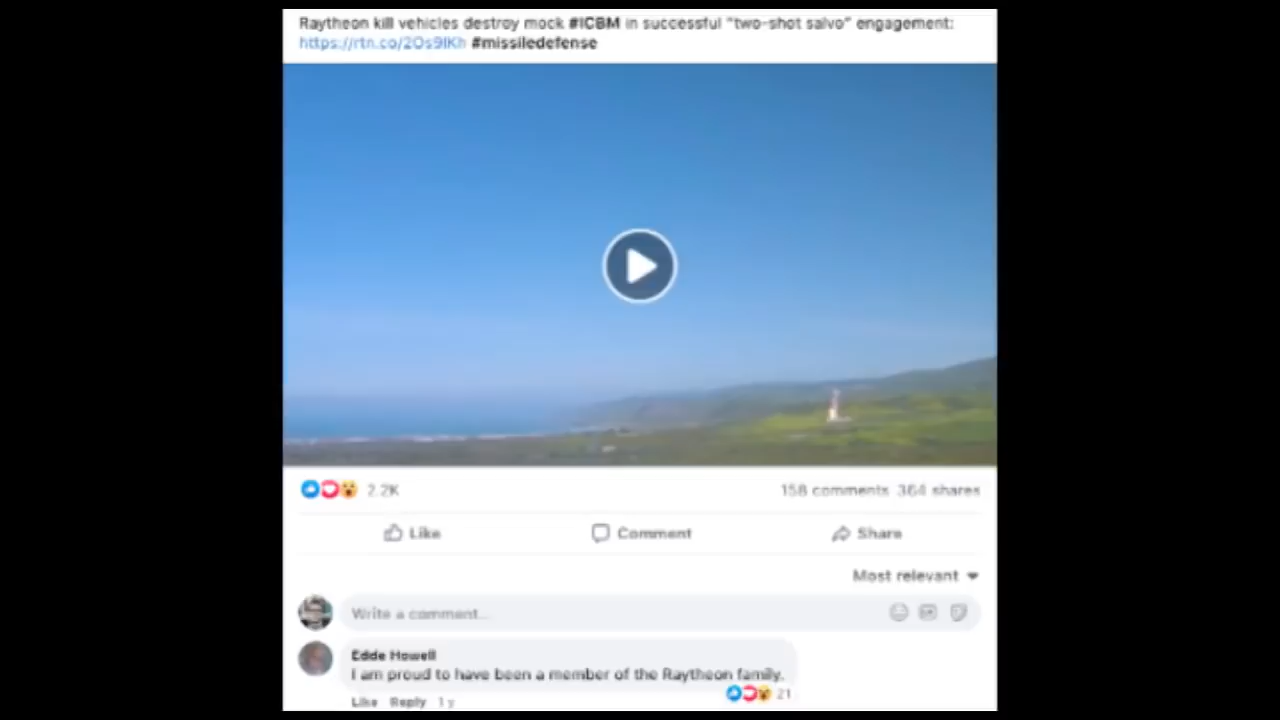 Raytheon kill vehicles destroy mock #ICBM in successful "two-shot salvo" engagement:
https://rtn.co/2Os9IKh #missiledefense
2.2K
158 comments 364 shares
Like
Comment
Share
Most relevant
Write a comment...
Edde Howell
I am proud to have been a member of the Raytheon family.
21
Like Reply 1y